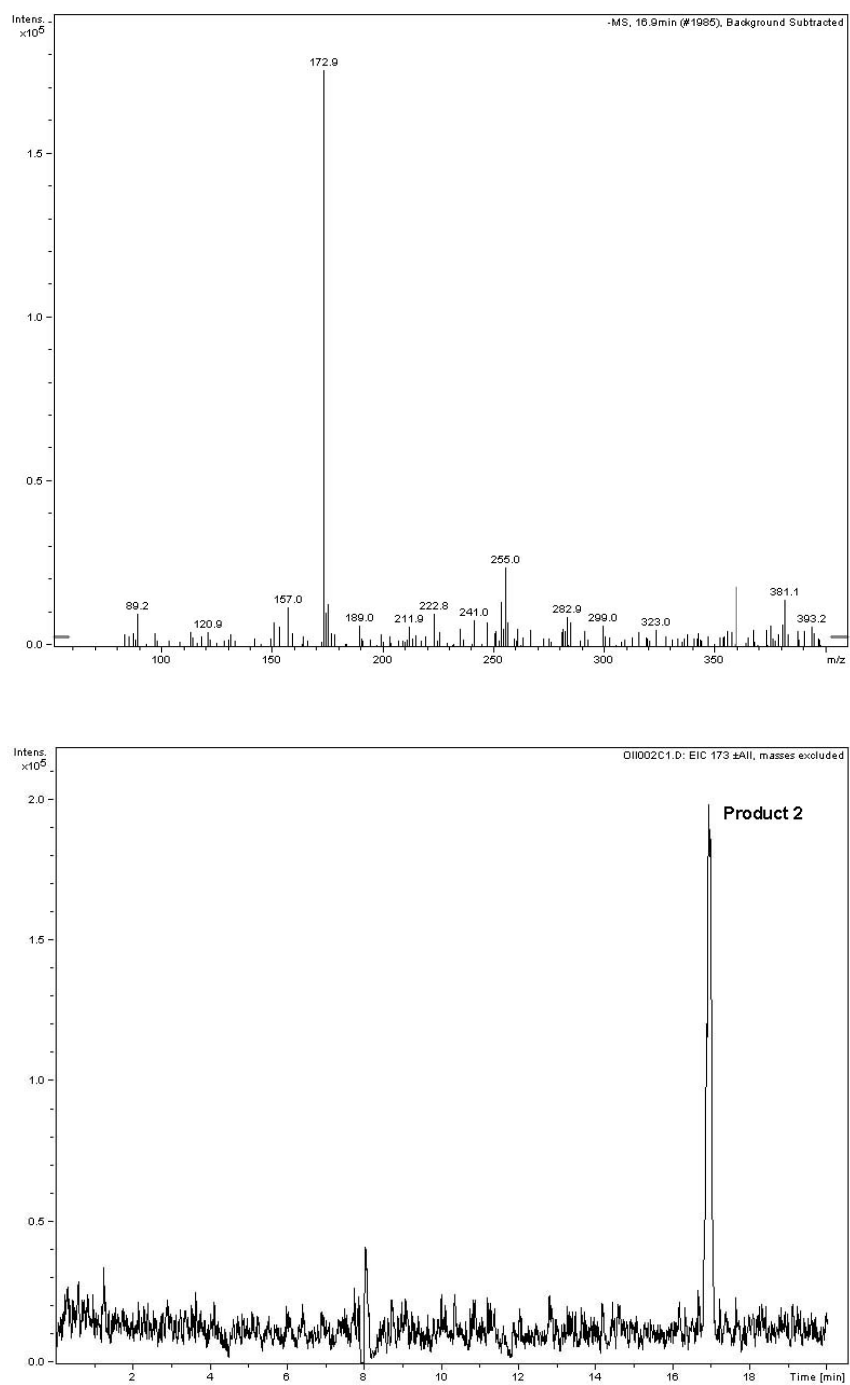 Intens.
x10⁵
-MS, 16.9min (#1985), Background Subtracted
172.9
1.5
1.0
0.5
255.0
89.2
157.0
222.8
282.9
381.1
120.9
189.0
211.9
241.0
299.0
323.0
393.2
0.0
100 150 200 250 300 350 m/z
Intens.
x10⁵
OII002C1.D: EIC 173 ±All, masses excluded
2.0
Product 2
1.5
1.0
0.5
0.0
2 4 6 8 10 12 14 16 18 Time [min]